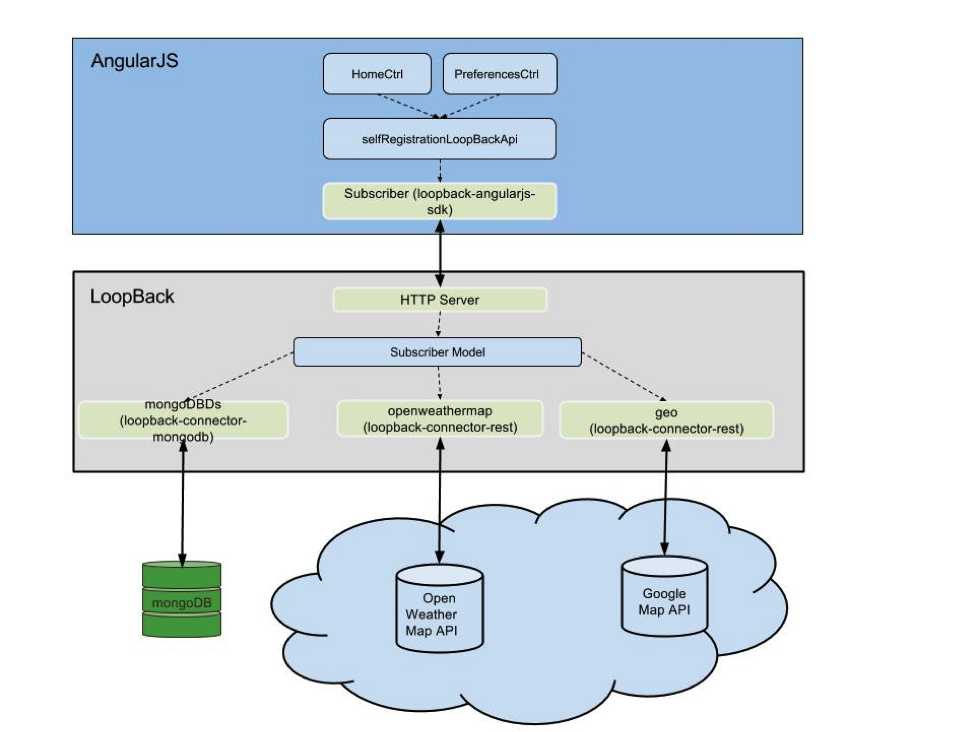 AngularJS
HomeCtrl
PreferencesCtrl
selfRegistrationLoopBackApi
Subscriber (loopback-angularjs-
sdk)
LoopBack
HTTP Server
Subscriber Model
mongoDBDs
(loopback-connector-
mongodb)
openweathermap
(loopback-connector-rest)
geo
(loopback-connector-rest)
mongoDB
Open
Weather
Map API
Google
Map API